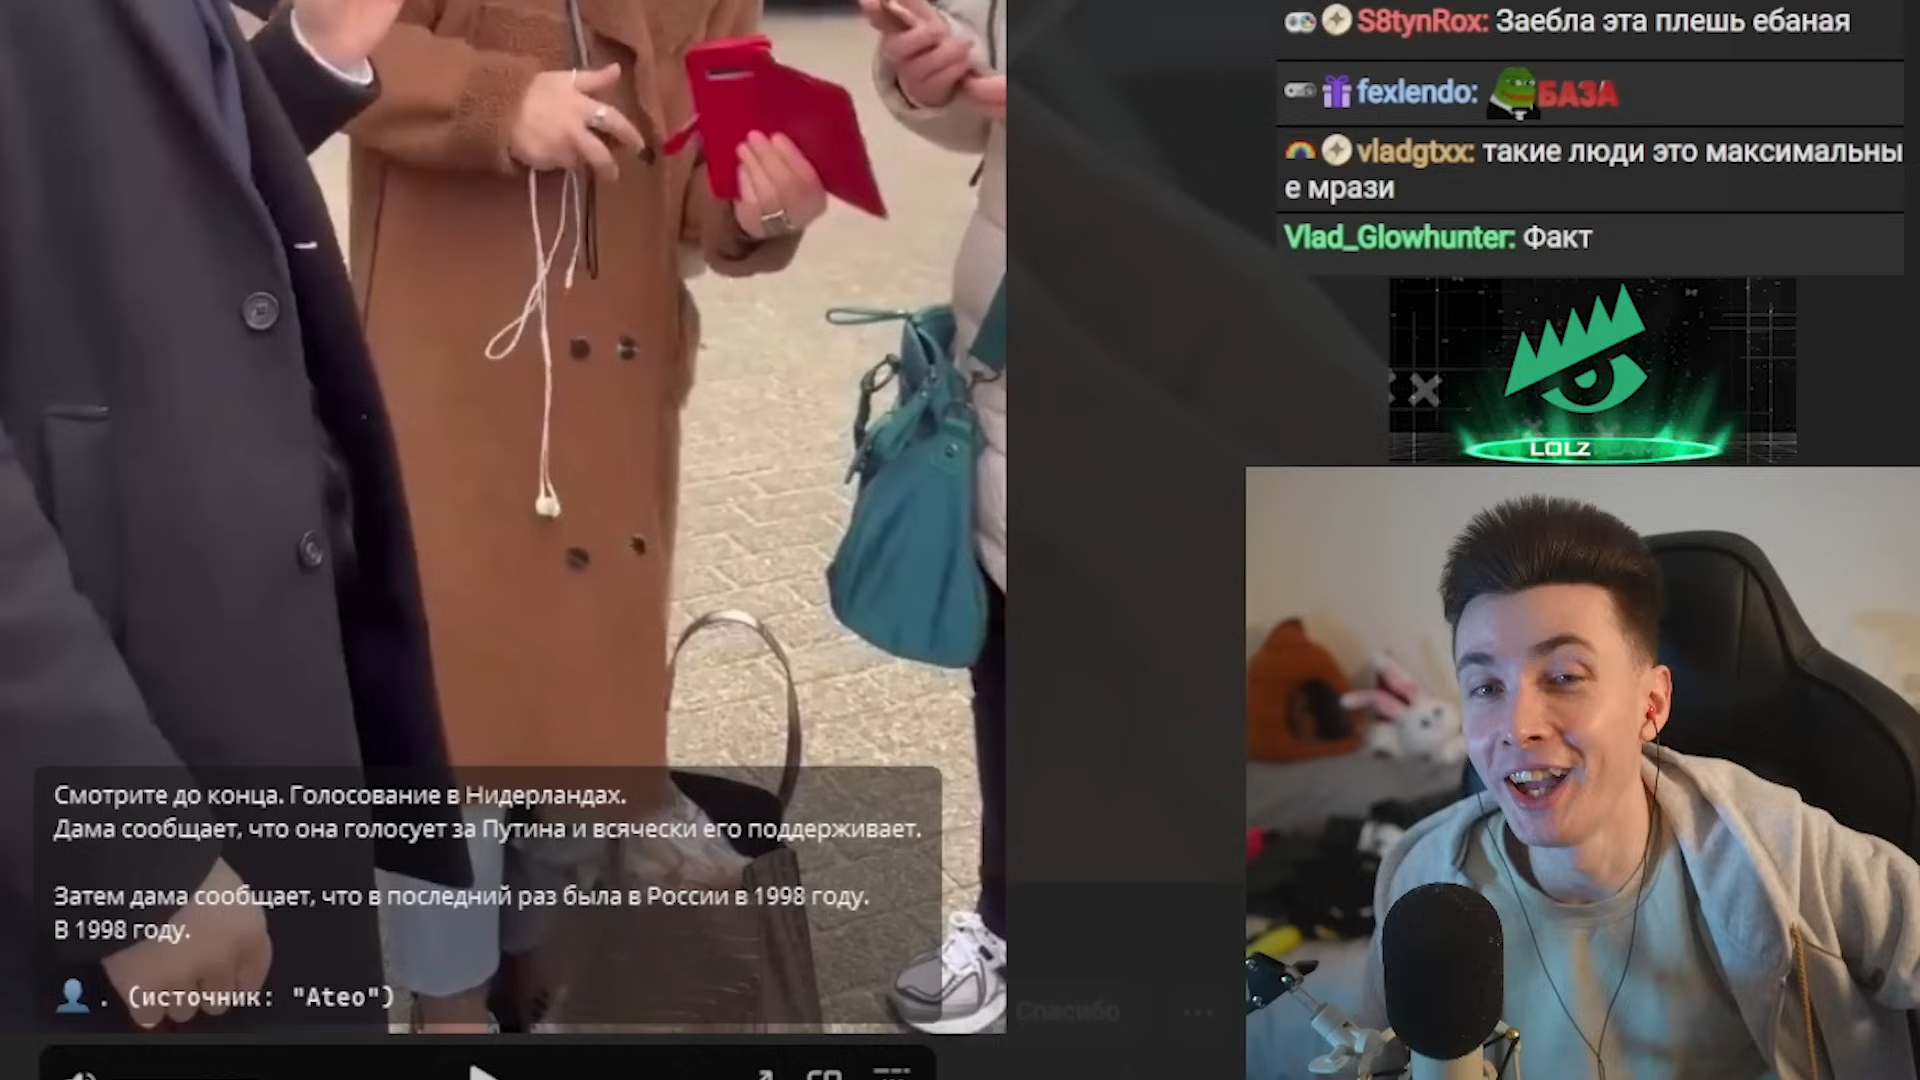 S8tynRox: Заебла эта плешь ебаная
fexlendo: БАЗА
vladgtxx: такие люди это максимальны
е мрази
Vlad_Glowhunter: Факт
LOLZ
Смотрите до конца. Голосование в Нидерландах.
Дама сообщает, что она голосует за Путина и всячески его поддерживает.
Затем дама сообщает, что в последний раз была в России в 1998 году.
В 1998 году.
. (источник: "Ateo")
Спасибо